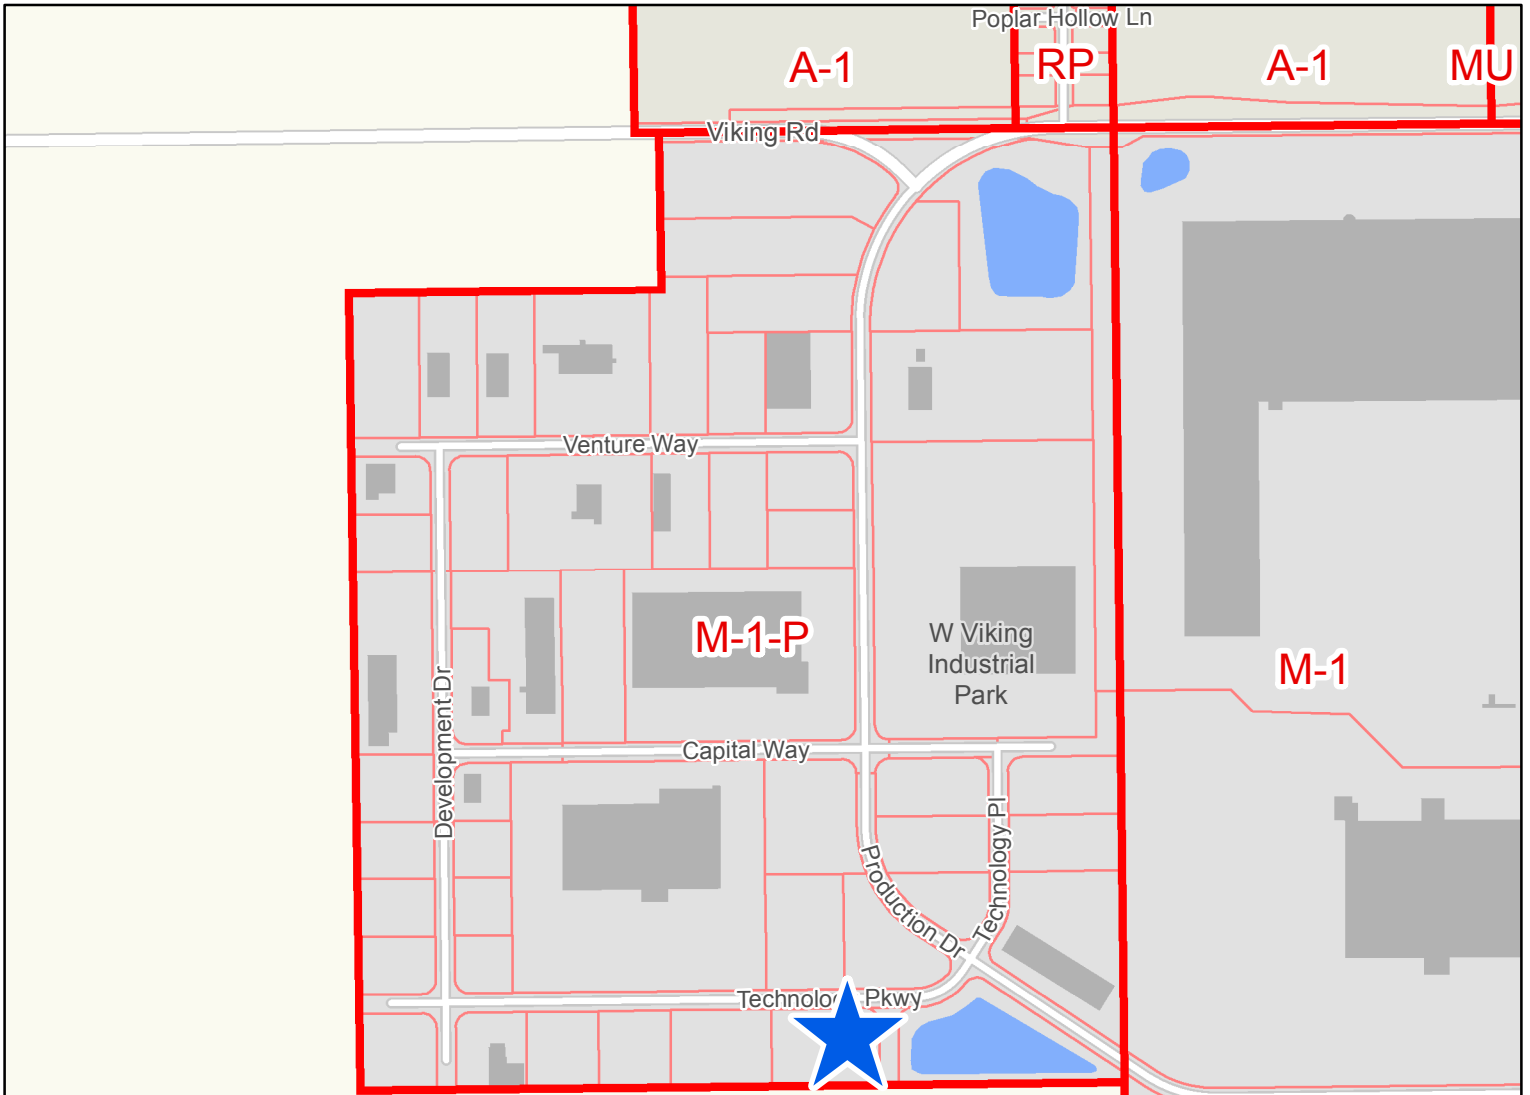 Poplar Hollow Ln
A-1
RP
A-1
MU
Viking Rd
Venture Way
M-1-P
W Viking
Industrial
Park
M-1
Development Dr
Capital Way
Technology Pl
Production Dr
Technolo Pkwy